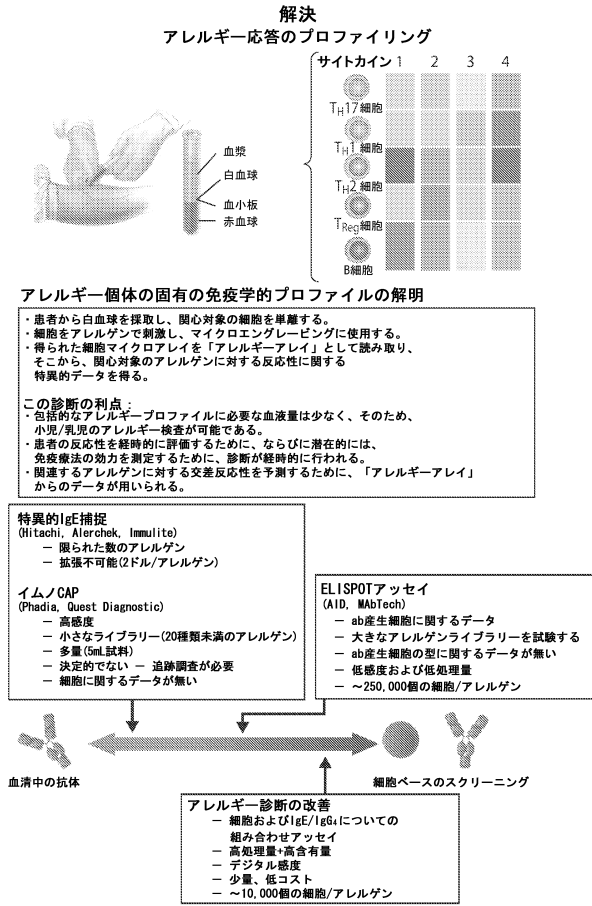 解決
アレルギー応答のプロファイリング
サイトカイン 1 2 3 4
TH17細胞
TH1 細胞
TH2 細胞
TReg細胞
B細胞
血漿
白血球
血小板
赤血球
アレルギー個体の固有の免疫学的プロファイルの解明
・患者から白血球を採取し、関心対象の細胞を単離する。
・細胞をアレルゲンで刺激し、マイクロエングレービングに使用する。
・得られた細胞マイクロアレイを「アレルギーアレイ」として読み取り、
そこから、関心対象のアレルゲンに対する反応性に関する
特異的データを得る。
この診断の利点:
・包括的なアレルギープロファイルに必要な血液量は少なく、そのため、
小児/乳児のアレルギー検査が可能である。
・患者の反応性を経時的に評価するために、ならびに潜在的には、
免疫療法の効力を測定するために、診断が経時的に行われる。
・関連するアレルゲンに対する交差反応性を予測するために、「アレルギーアレイ」
からのデータが用いられる。
特異的IgE捕捉
(Hitachi, Alerchek, Immulite)
― 限られた数のアレルゲン
― 拡張不可能(2ドル/アレルゲン)
イムノCAP
(Phadia, Quest Diagnostic)
― 高感度
― 小さなライブラリー(20種類未満のアレルゲン)
― 多量(5mL試料)
― 決定的でない ― 追跡調査が必要
― 細胞に関するデータが無い
ELISPOTアッセイ
(AID, MAbTech)
― ab産生細胞に関するデータ
― 大きなアレルゲンライブラリーを試験する
― ab産生細胞の型に関するデータが無い
― 低感度および低処理量
― ～250,000個の細胞/アレルゲン
血清中の抗体
細胞ベースのスクリーニング
アレルギー診断の改善
― 細胞およびIgE/IgG4についての
組み合わせアッセイ
― 高処理量+高含有量
― デジタル感度
― 少量、低コスト
― ～10,000個の細胞/アレルゲン